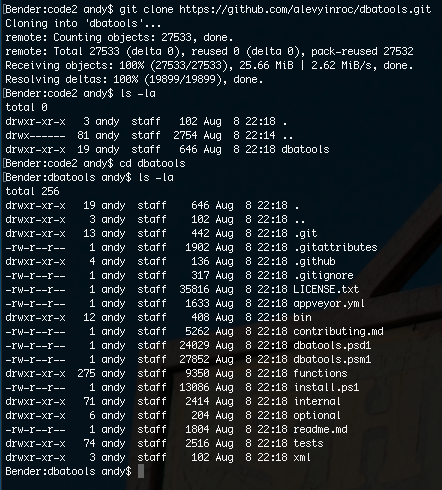 [Bender:code2 andy$ git clone https://github.com/alevyinroc/dbatools.git
Cloning into 'dbatools'...
remote: Counting objects: 27533, done.
remote: Total 27533 (delta 0), reused 0 (delta 0), pack-reused 27532
Receiving objects: 100% (27533/27533), 25.66 MiB | 2.62 MiB/s, done.
Resolving deltas: 100% (19899/19899), done.
[Bender:code2 andy$ ls -la
total 0
drwxr-xr-x 3 andy staff 102 Aug 8 22:18 .
drwx------ 81 andy staff 2754 Aug 8 22:14 ..
drwxr-xr-x 19 andy staff 646 Aug 8 22:18 dbatools
[Bender:code2 andy$ cd dbatools
[Bender:dbatools andy$ ls -la
total 256
drwxr-xr-x 19 andy staff 646 Aug 8 22:18 .
drwxr-xr-x 3 andy staff 102 Aug 8 22:18 ..
drwxr-xr-x 13 andy staff 442 Aug 8 22:18 .git
-rw-r--r-- 1 andy staff 1902 Aug 8 22:18 .gitattributes
drwxr-xr-x 4 andy staff 136 Aug 8 22:18 .github
-rw-r--r-- 1 andy staff 317 Aug 8 22:18 .gitignore
-rw-r--r-- 1 andy staff 35816 Aug 8 22:18 LICENSE.txt
-rw-r--r-- 1 andy staff 1633 Aug 8 22:18 appveyor.yml
drwxr-xr-x 12 andy staff 408 Aug 8 22:18 bin
-rw-r--r-- 1 andy staff 5262 Aug 8 22:18 contributing.md
-rw-r--r-- 1 andy staff 24029 Aug 8 22:18 dbatools.psd1
-rw-r--r-- 1 andy staff 27852 Aug 8 22:18 dbatools.psm1
drwxr-xr-x 275 andy staff 9350 Aug 8 22:18 functions
-rw-r--r-- 1 andy staff 13086 Aug 8 22:18 install.ps1
drwxr-xr-x 71 andy staff 2414 Aug 8 22:18 internal
drwxr-xr-x 6 andy staff 204 Aug 8 22:18 optional
-rw-r--r-- 1 andy staff 1804 Aug 8 22:18 readme.md
drwxr-xr-x 74 andy staff 2516 Aug 8 22:18 tests
drwxr-xr-x 3 andy staff 102 Aug 8 22:18 xml
Bender:dbatools andy$